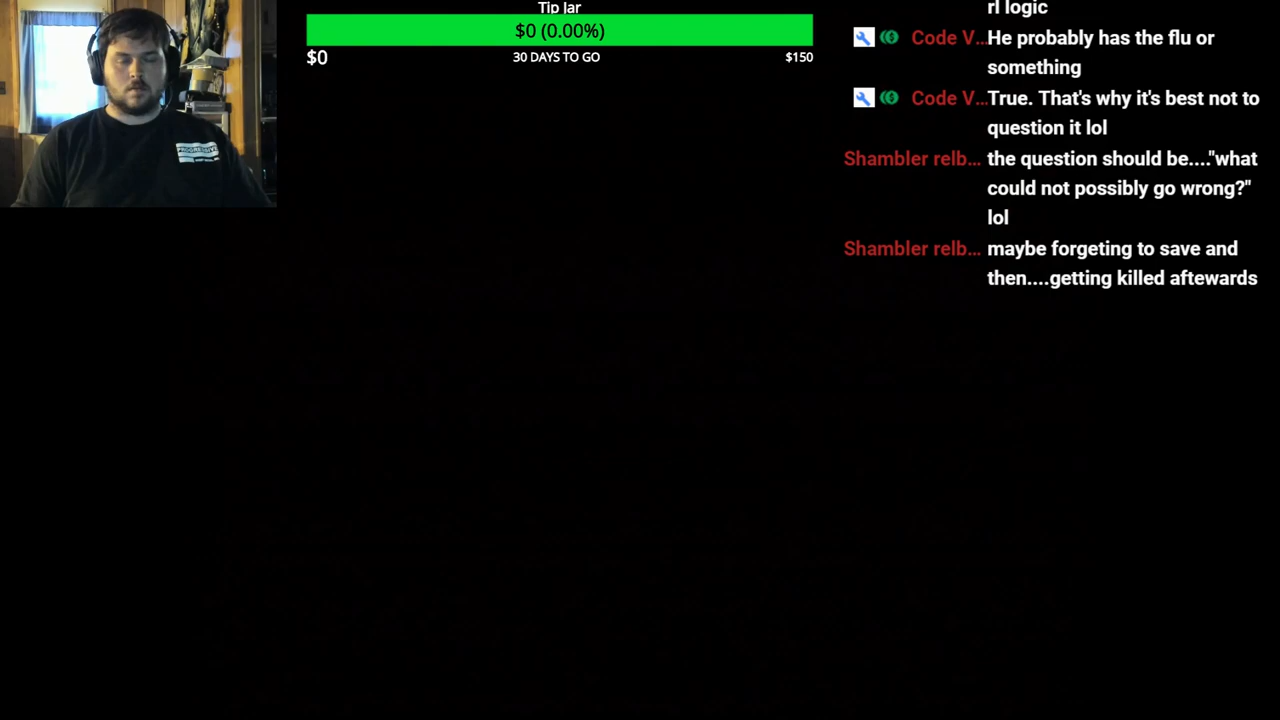 Tip Jar
$0 (0.00%)
$0
30 DAYS TO GO
$150
rl logic
Code V…He probably has the flu or
something
Code V…True. That's why it's best not to
question it lol
Shambler relb… the question should be...."what
could not possibly go wrong?"
lol
Shambler relb… maybe forgeting to save and
then....getting killed aftewards
PROGRESSIVE